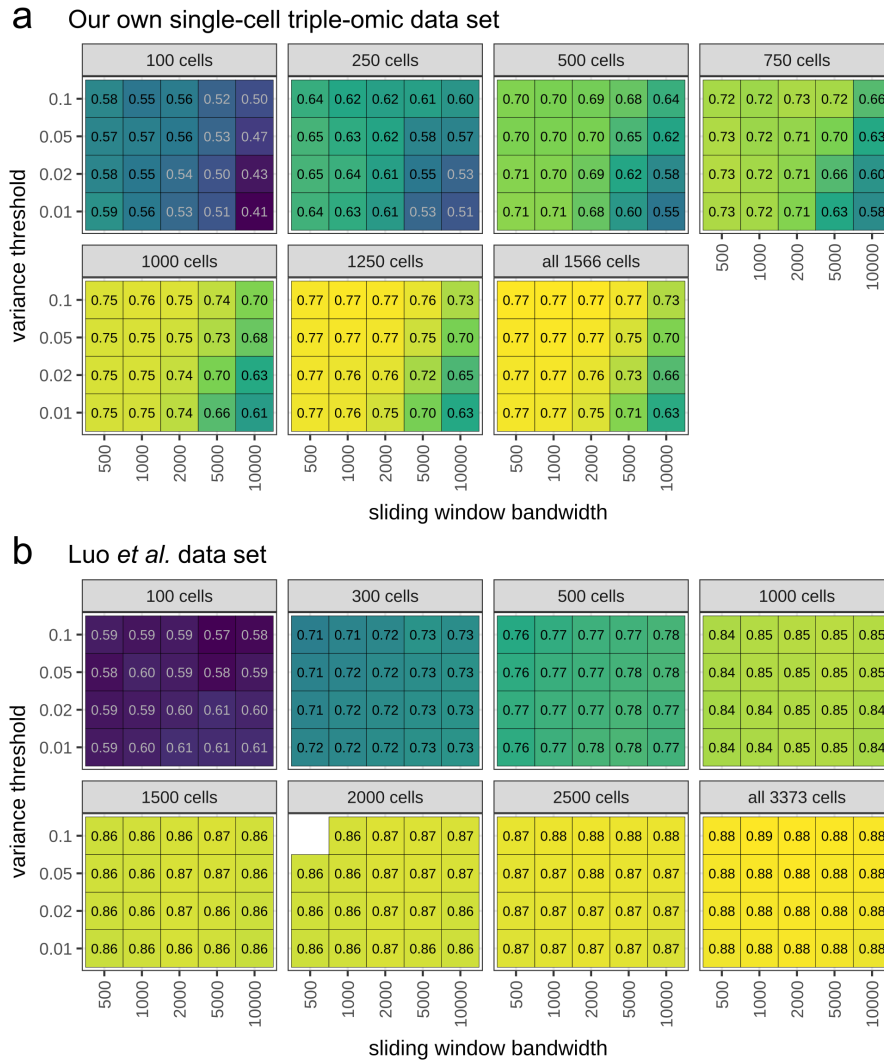 a Our own single-cell triple-omic data set
100 cells 250 cells 500 cells 750 cells
0.1 0.58 0.55 0.56 0.52 0.50 0.64 0.62 0.62 0.61 0.60 0.70 0.70 0.69 0.68 0.64 0.72 0.72 0.73 0.72 0.66
0.05 0.57 0.57 0.56 0.53 0.47 0.65 0.63 0.62 0.58 0.57 0.70 0.70 0.70 0.65 0.62 0.73 0.72 0.71 0.70 0.63
0.02 0.58 0.55 0.54 0.50 0.43 0.65 0.64 0.61 0.55 0.53 0.71 0.70 0.69 0.62 0.58 0.73 0.72 0.71 0.66 0.60
0.01 0.59 0.56 0.53 0.51 0.41 0.64 0.63 0.61 0.53 0.51 0.71 0.71 0.68 0.60 0.55 0.73 0.72 0.71 0.63 0.58
500 1000 2000 5000 10000
variance threshold
1000 cells 1250 cells all 1566 cells
0.1 0.75 0.76 0.75 0.74 0.70 0.77 0.77 0.77 0.76 0.73 0.77 0.77 0.77 0.77 0.73
0.05 0.75 0.75 0.75 0.73 0.68 0.77 0.77 0.77 0.75 0.70 0.77 0.77 0.77 0.75 0.70
0.02 0.75 0.75 0.74 0.70 0.63 0.77 0.76 0.76 0.72 0.65 0.77 0.77 0.76 0.73 0.66
0.01 0.75 0.75 0.74 0.66 0.61 0.77 0.76 0.75 0.70 0.63 0.77 0.77 0.75 0.71 0.63
500 1000 2000 5000 10000 500 1000 2000 5000 10000 500 1000 2000 5000 10000
sliding window bandwidth
b Luo et al. data set
100 cells 300 cells 500 cells 1000 cells
0.1 0.59 0.59 0.59 0.57 0.58 0.71 0.71 0.72 0.73 0.73 0.76 0.77 0.77 0.77 0.78 0.84 0.85 0.85 0.85 0.85
0.05 0.58 0.60 0.59 0.58 0.59 0.71 0.72 0.72 0.73 0.73 0.76 0.77 0.77 0.78 0.78 0.84 0.84 0.85 0.85 0.85
0.02 0.59 0.59 0.60 0.61 0.60 0.71 0.72 0.72 0.73 0.73 0.77 0.77 0.77 0.78 0.77 0.84 0.84 0.85 0.85 0.84
0.01 0.59 0.60 0.61 0.61 0.61 0.72 0.72 0.72 0.73 0.73 0.76 0.77 0.78 0.78 0.77 0.84 0.84 0.85 0.85 0.84
variance threshold
1500 cells 2000 cells 2500 cells all 3373 cells
0.1 0.86 0.86 0.86 0.87 0.86 0.86 0.87 0.87 0.87 0.87 0.88 0.88 0.88 0.88 0.88 0.89 0.88 0.88 0.88
0.05 0.86 0.86 0.87 0.87 0.86 0.86 0.86 0.87 0.87 0.87 0.87 0.87 0.88 0.88 0.87 0.88 0.88 0.88 0.88 0.88
0.02 0.86 0.86 0.87 0.86 0.86 0.86 0.86 0.87 0.87 0.86 0.87 0.87 0.87 0.87 0.87 0.88 0.88 0.88 0.88 0.88
0.01 0.86 0.86 0.86 0.86 0.86 0.86 0.86 0.87 0.86 0.86 0.87 0.87 0.87 0.87 0.87 0.88 0.88 0.88 0.88 0.88
500 1000 2000 5000 10000 500 1000 2000 5000 10000 500 1000 2000 5000 10000 500 1000 2000 5000 10000
sliding window bandwidth